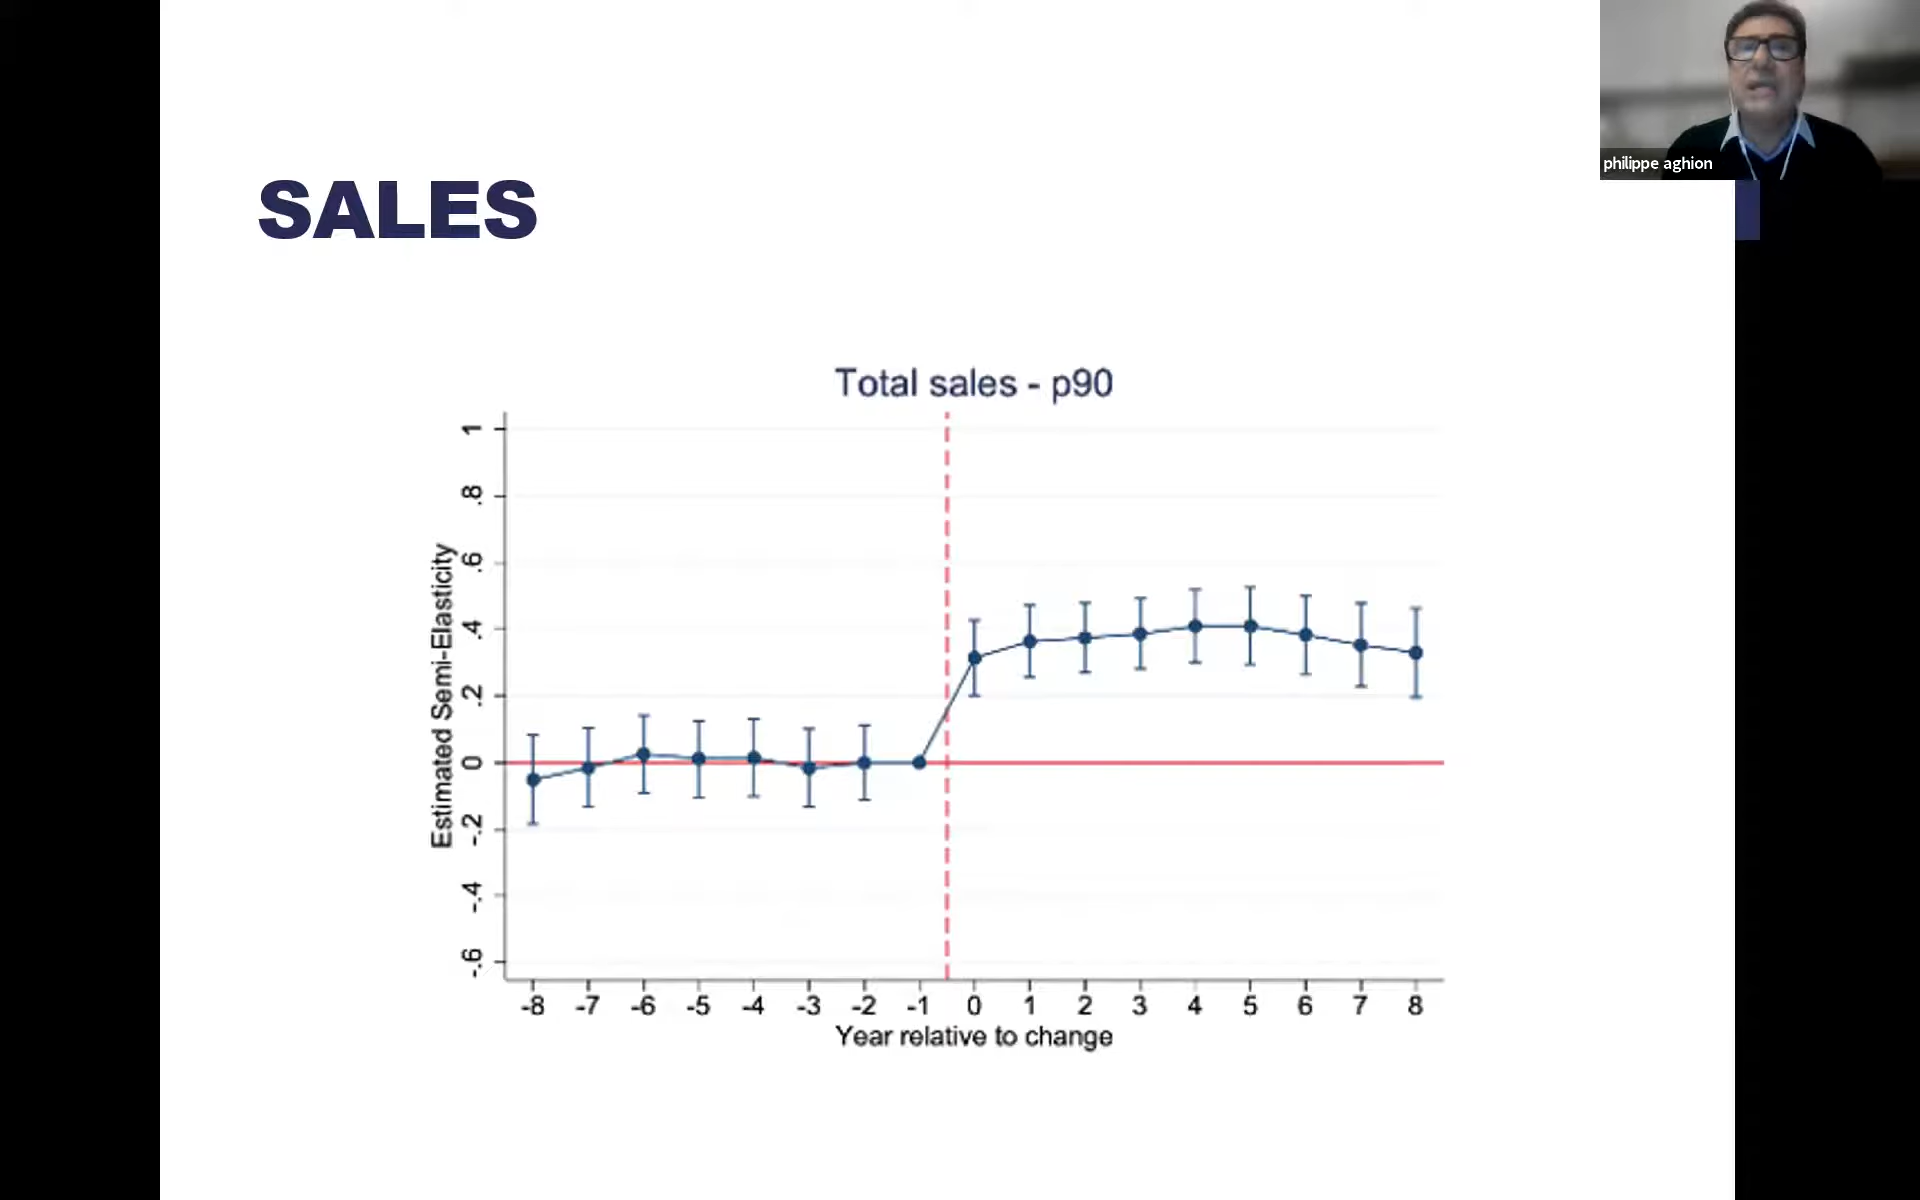 philippe aghion
SALES
Total sales - p90
Estimated Semi-Elasticity
1
.8
.6
.4
.2
0
-.2
-.4
-.6
-8 -7 -6 -5 -4 -3 -2 -1 0 1 2 3 4 5 6 7 8
Year relative to change